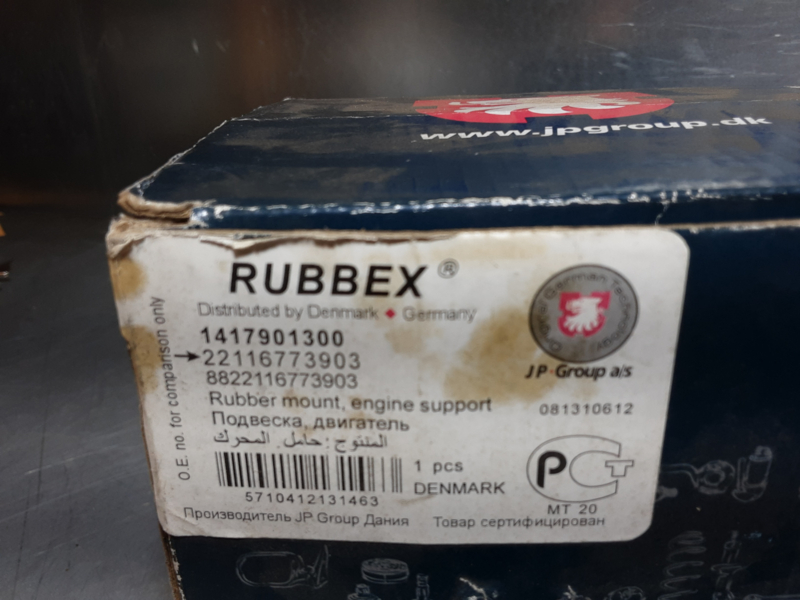 www.jpgroup.dk
RUBBEX ®
Distributed by Denmark ♦ Germany
O.E. no. for comparison only
1417901300
→22116773903
8822116773903
Rubber mount, engine support
Подвеска, двигатель
المنتوج : حامل, المحرك
5710412131463
1 pcs
DENMARK
JP·Group a/s
081310612
PCT
MT 20
Производитель JP Group Дания
Товар сертифицирован